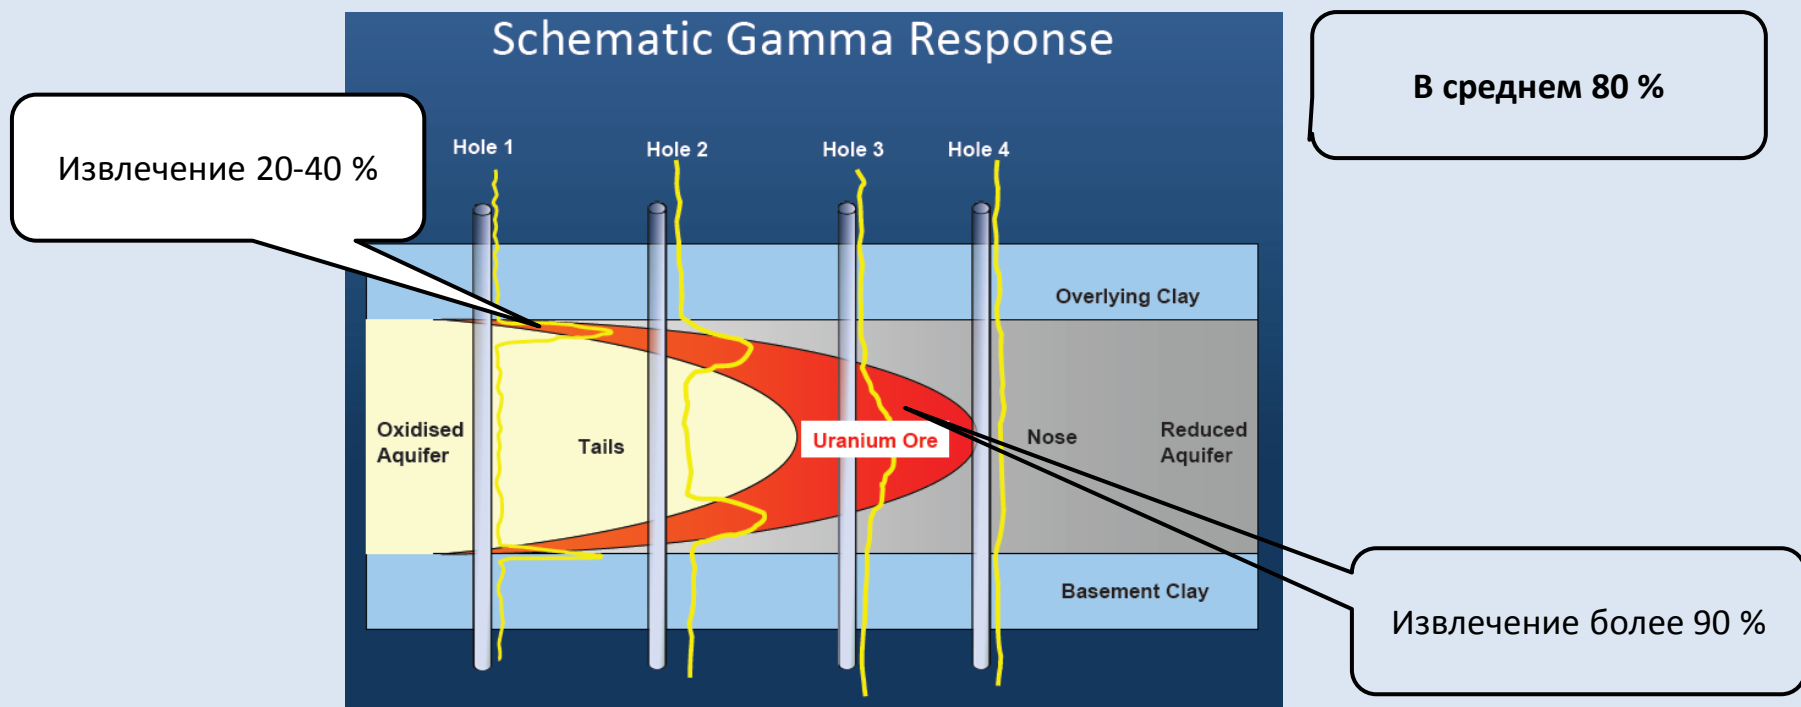 Schematic Gamma Response
В среднем 80 %
Извлечение 20-40 %
Hole 1
Hole 2
Hole 3
Hole 4
Overlying Clay
Oxidised
Aquifer
Tails
Uranium Ore
Nose
Reduced
Aquifer
Basement Clay
Извлечение более 90 %